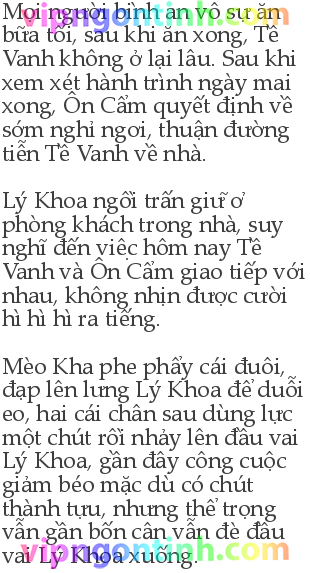 Mọi người bình an vô sự ăn
bữa tối, sau khi ăn xong, Tề
Vanh không ở lại lâu. Sau khi
xem xét hành trình ngày mai
xong, Ôn Cẩm quyết định về
sớm nghỉ ngơi, thuận đường
tiễn Tề Vanh về nhà.
Lý Khoa ngồi trấn giữ ở
phòng khách trong nhà, suy
nghĩ đến việc hôm nay Tề
Vanh và Ôn Cẩm giao tiếp với
nhau, không nhịn được cười
hì hì hì ra tiếng.
Mèo Kha phe phẩy cái đuôi,
đạp lên lưng Lý Khoa để duỗi
eo, hai cái chân sau dùng lực
một chút rồi nhảy lên đầu vai
Lý Khoa, gần đây công cuộc
giảm béo mặc dù có chút
thành tựu, nhưng thể trọng
vẫn gần bốn cân vẫn đè đầu
vai Lý Khoa xuống.
vipngontinh.com
vipngontinh.com